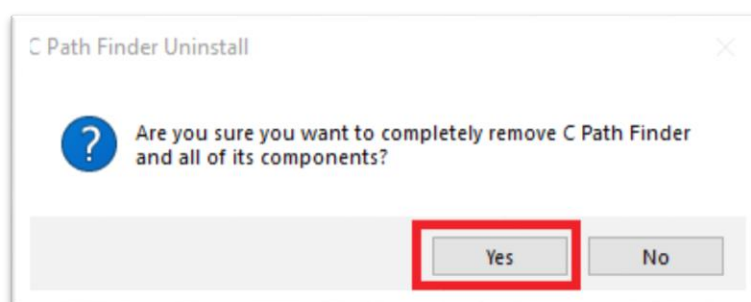 C Path Finder Uninstall
?
Are you sure you want to completely remove C Path Finder
and all of its components?
Yes No